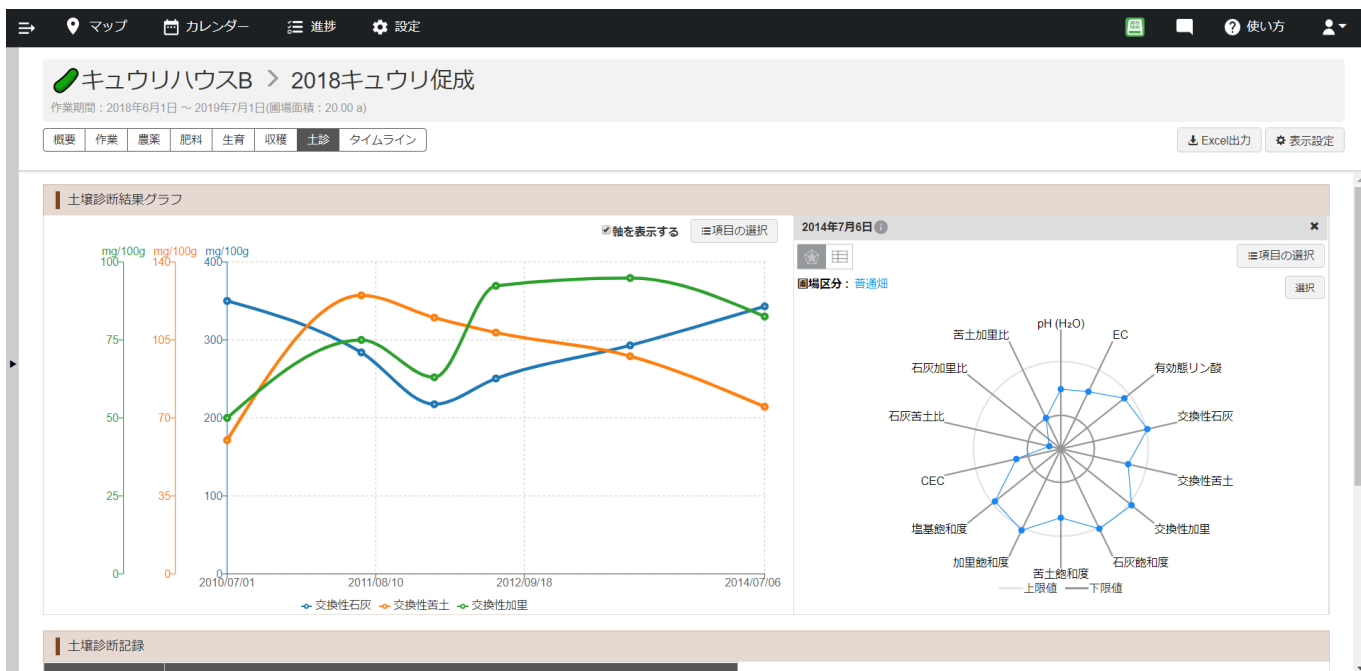 マップ カレンダー 進捗 設定 使い方
キュウリハウスB > 2018キュウリ促成
作業期間：2018年6月1日 ～ 2019年7月1日(圃場面積：20.00 a)
概要 作業 農薬 肥料 生育 収穫 土診 タイムライン Excel出力 表示設定
土壌診断結果グラフ
軸を表示する 項目の選択
mg/100g mg/100g mg/100g
100 140 400
75 105 300
50 70 200
25 35 100
0 0 0
2010/07/01 2011/08/10 2012/09/18 2014/07/06
交換性石灰 交換性苦土 交換性加里
2014年7月6日
項目の選択
圃場区分： 普通畑 選択
pH (H₂O)
EC
有効態リン酸
交換性石灰
交換性苦土
交換性加里
石灰飽和度
苦土飽和度
加里飽和度
塩基飽和度
CEC
石灰苦土比
石灰加里比
苦土加里比
上限値 下限値
土壌診断記録